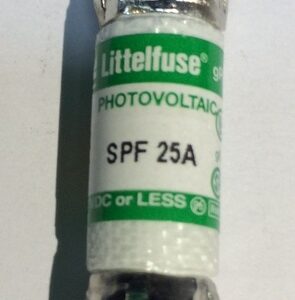 Littelfuse®
PHOTOVOLTAIC
SPF 25A
DC or LESS